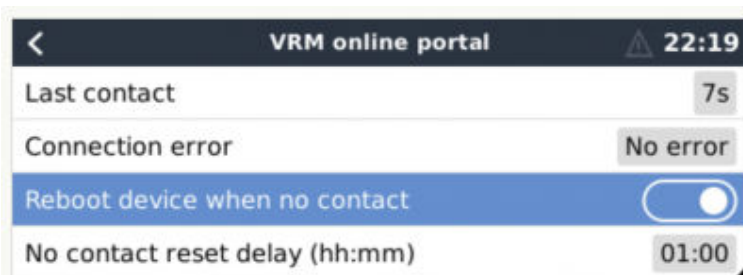 VRM online portal 22:19
Last contact 7s
Connection error No error
Reboot device when no contact
No contact reset delay (hh:mm) 01:00